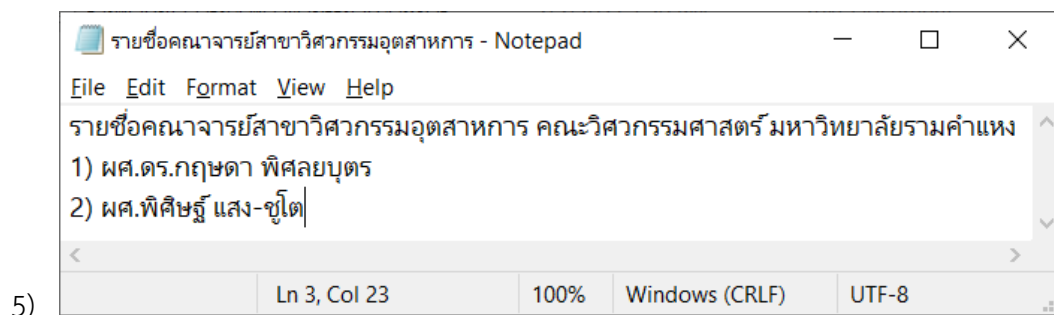 รายชื่อคณาจารย์สาขาวิศวกรรมอุตสาหการ - Notepad
File Edit Format View Help
รายชื่อคณาจารย์สาขาวิศวกรรมอุตสาหการ คณะวิศวกรรมศาสตร์ มหาวิทยาลัยรามคำแหง
1) ผศ.ดร.กฤษดา พิศลยบุตร
2) ผศ.พิศิษฐ์ แสง-ชูโต
Ln 3, Col 23 100% Windows (CRLF) UTF-8
5)